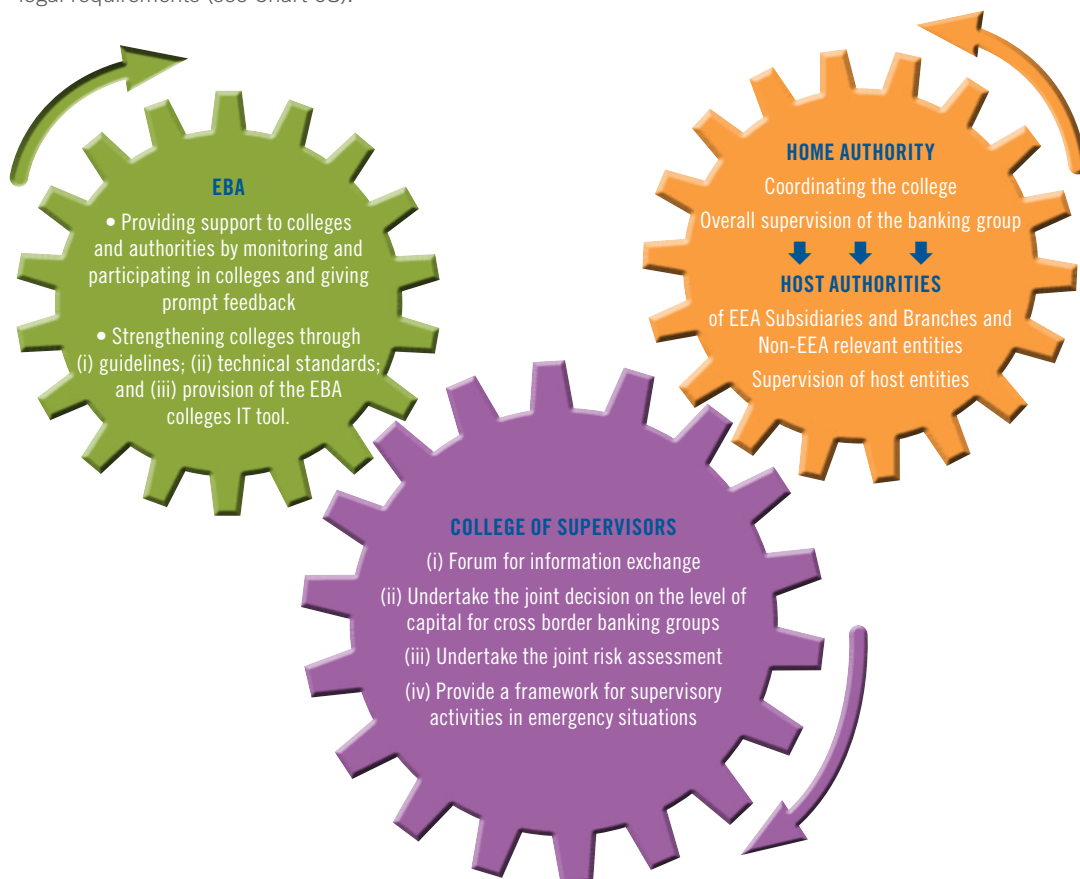 legal requirements (see Chart 08).
EBA
• Providing support to colleges
and authorities by monitoring and
participating in colleges and giving
prompt feedback
• Strengthening colleges through
(i) guidelines; (ii) technical standards;
and (iii) provision of the EBA
colleges IT tool.
HOME AUTHORITY
Coordinating the college
Overall supervision of the banking group
HOST AUTHORITIES
of EEA Subsidiaries and Branches and
Non-EEA relevant entities
Supervision of host entities
COLLEGE OF SUPERVISORS
(i) Forum for information exchange
(ii) Undertake the joint decision on the level of
capital for cross border banking groups
(iii) Undertake the joint risk assessment
(iv) Provide a framework for supervisory
activities in emergency situations